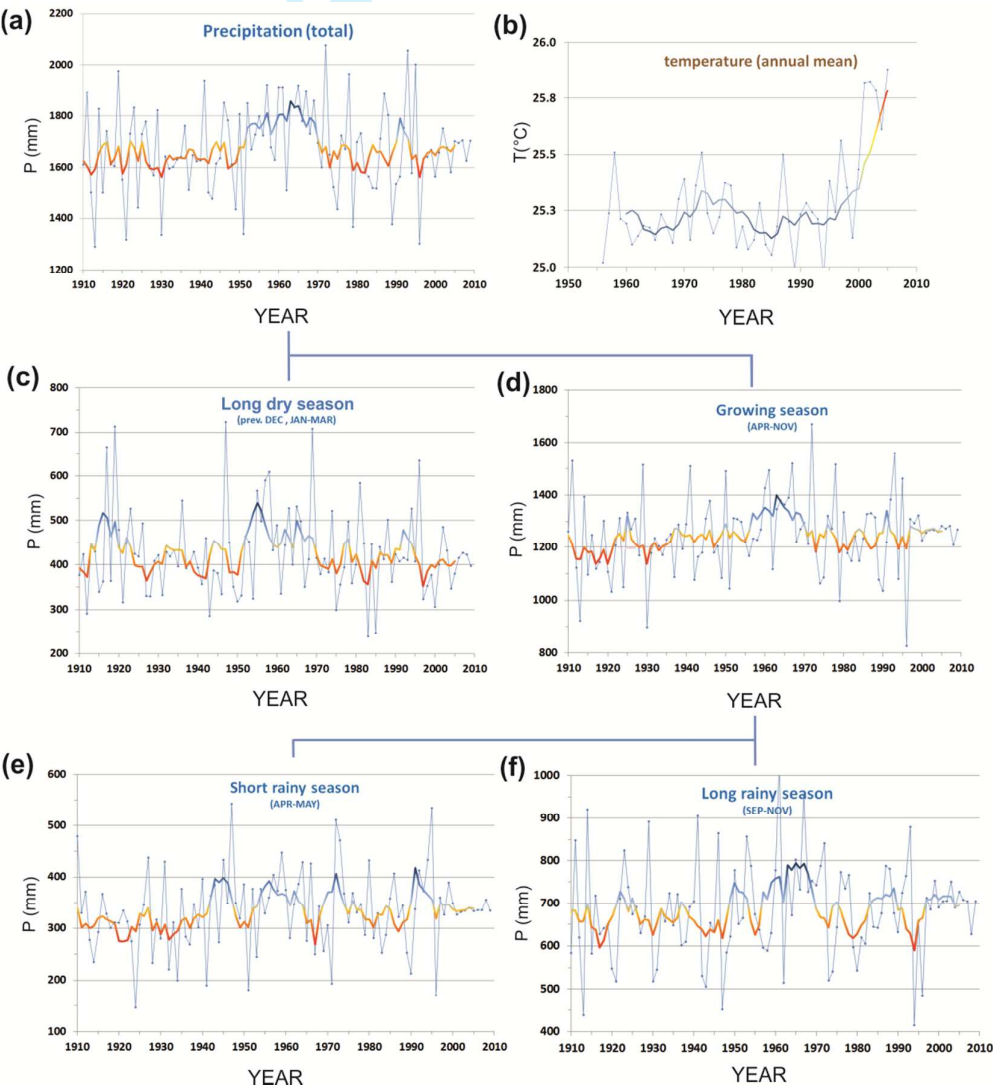 (a)
Precipitation (total)
P (mm)
2200
2000
1800
1600
1400
1200
1910 1920 1930 1940 1950 1960 1970 1980 1990 2000 2010
YEAR
(b)
temperature (annual mean)
T(°C)
26.0
25.8
25.5
25.3
25.0
1950 1960 1970 1980 1990 2000 2010
YEAR
(c)
Long dry season
(prev. DEC , JAN-MAR)
P (mm)
800
700
600
500
400
300
200
1910 1920 1930 1940 1950 1960 1970 1980 1990 2000 2010
YEAR
(d)
Growing season
(APR-NOV)
P (mm)
1800
1600
1400
1200
1000
800
1910 1920 1930 1940 1950 1960 1970 1980 1990 2000 2010
YEAR
(e)
Short rainy season
(APR-MAY)
P (mm)
600
500
400
300
200
100
1910 1920 1930 1940 1950 1960 1970 1980 1990 2000 2010
YEAR
(f)
Long rainy season
(SEP-NOV)
P (mm)
1000
900
800
700
600
500
400
1910 1920 1930 1940 1950 1960 1970 1980 1990 2000 2010
YEAR